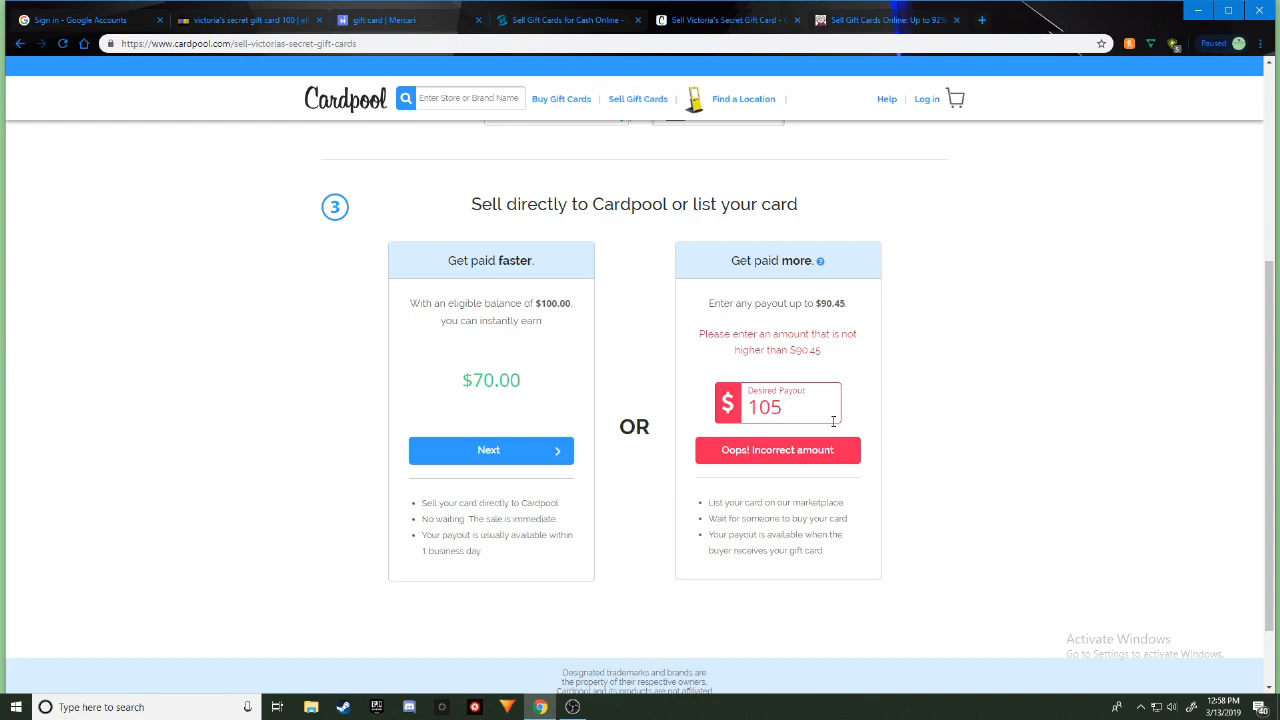 Sign in - Google Accounts
victoria's secret gift card 100 | eb
gift card | Mercari
Sell Gift Cards for Cash Online -
Sell Victoria's Secret Gift Card -
Sell Gift Cards Online: Up to 92%
https://www.cardpool.com/sell-victorias-secret-gift-cards
Paused
Cardpool
Enter Store or Brand Name
Buy Gift Cards
Sell Gift Cards
Find a Location
Help
Log in
3
Sell directly to Cardpool or list your card
Get paid faster.
With an eligible balance of $100.00,
you can instantly earn
$70.00
Next
• Sell your card directly to Cardpool
• No waiting. The sale is immediate.
• Your payout is usually available within
1 business day.
OR
Get paid more. ?
Enter any payout up to $90.45.
Please enter an amount that is not
higher than $90.45
$
Desired Payout
105
Oops! Incorrect amount
• List your card on our marketplace
• Wait for someone to buy your card
• Your payout is available when the
buyer receives your gift card
Activate Windows
Go to Settings to activate Windows.
Designated trademarks and brands are
the property of their respective owners.
Cardpool and its products are not affiliated
Type here to search
EPIC
12:58 PM
3/13/2019
40